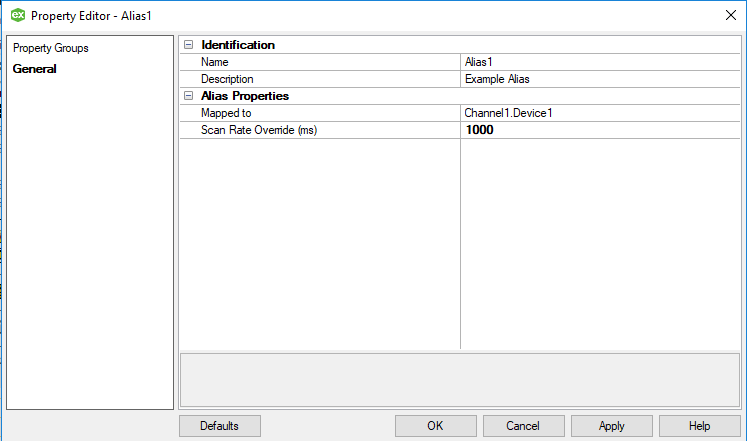 ex Property Editor - Alias1
Property Groups
General
Identification
Name Alias1
Description Example Alias
Alias Properties
Mapped to Channel1.Device1
Scan Rate Override (ms) 1000
Defaults OK Cancel Apply Help